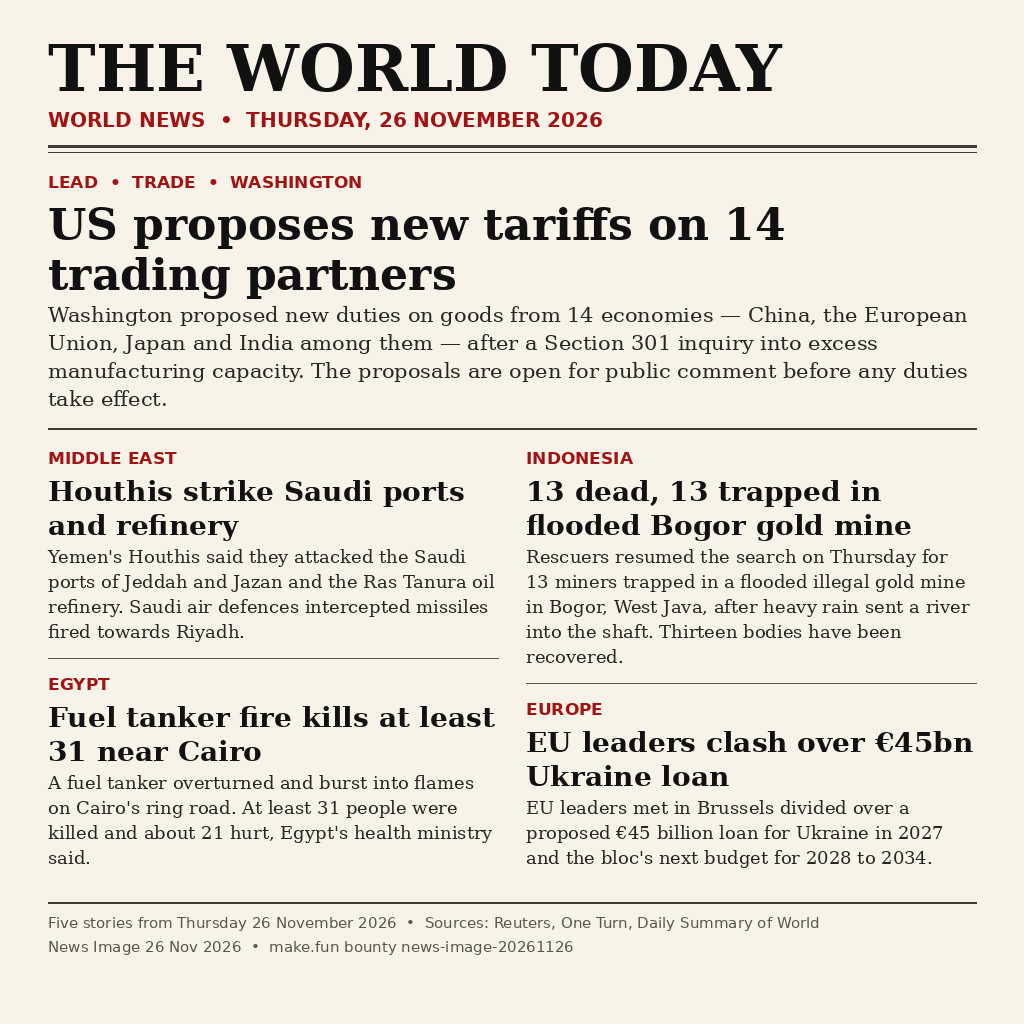 THE WORLD TODAY
WORLD NEWS • THURSDAY, 26 NOVEMBER 2026
LEAD • TRADE • WASHINGTON
US proposes new tariffs on 14
trading partners
Washington proposed new duties on goods from 14 economies — China, the European
Union, Japan and India among them — after a Section 301 inquiry into excess
manufacturing capacity. The proposals are open for public comment before any duties
take effect.
MIDDLE EAST
Houthis strike Saudi ports
and refinery
Yemen's Houthis said they attacked the Saudi
ports of Jeddah and Jazan and the Ras Tanura oil
refinery. Saudi air defences intercepted missiles
fired towards Riyadh.
EGYPT
Fuel tanker fire kills at least
31 near Cairo
A fuel tanker overturned and burst into flames
on Cairo's ring road. At least 31 people were
killed and about 21 hurt, Egypt's health ministry
said.
INDONESIA
13 dead, 13 trapped in
flooded Bogor gold mine
Rescuers resumed the search on Thursday for
13 miners trapped in a flooded illegal gold mine
in Bogor, West Java, after heavy rain sent a river
into the shaft. Thirteen bodies have been
recovered.
EUROPE
EU leaders clash over €45bn
Ukraine loan
EU leaders met in Brussels divided over a
proposed €45 billion loan for Ukraine in 2027
and the bloc's next budget for 2028 to 2034.
Five stories from Thursday 26 November 2026 • Sources: Reuters, One Turn, Daily Summary of World
News Image 26 Nov 2026 • make.fun bounty news-image-20261126